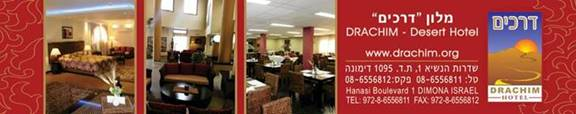 מלון "דרכים"
DRACHIM - Desert Hotel
www.drachim.org
שדרות הנשיא 1, ת.ד. 1095 דימונה
טל: 08-6556811 פקס: 08-6556812
Hanasi Boulevard 1 DIMONA ISRAEL
TEL: 972-8-6556811 FAX: 972-8-6556812
דרכים
DRACHIM
HOTEL